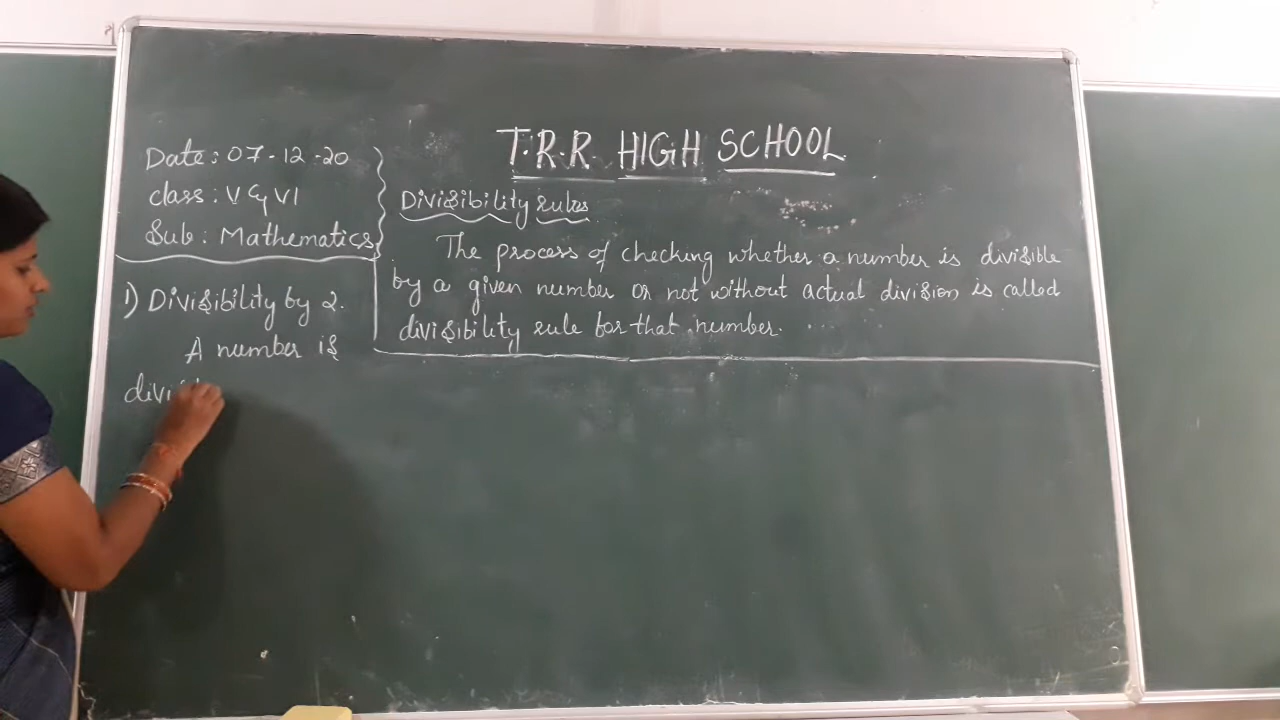 T.R.R. HIGH SCHOOL
Date: 07-12-20
class: V & VI
Sub: Mathematics
Divisibility rules
The process of checking whether a number is divisible
by a given number or not without actual division is called
divisibility rule for that number.
1) Divisibility by 2.
A number is